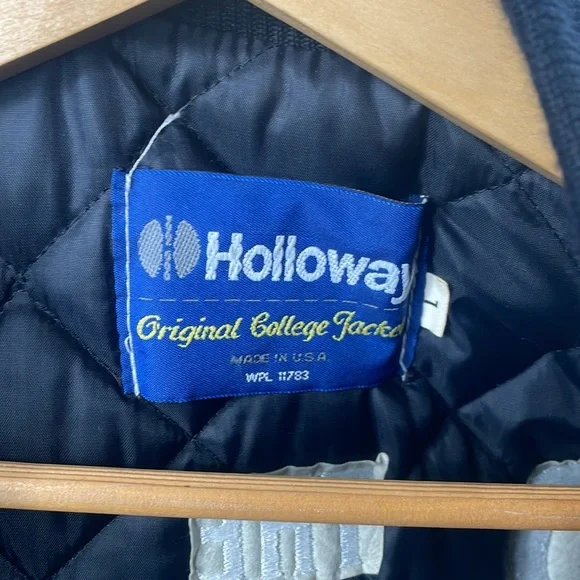 Holloway
Original College Jacket
MADE IN U.S.A.
WPL 11783